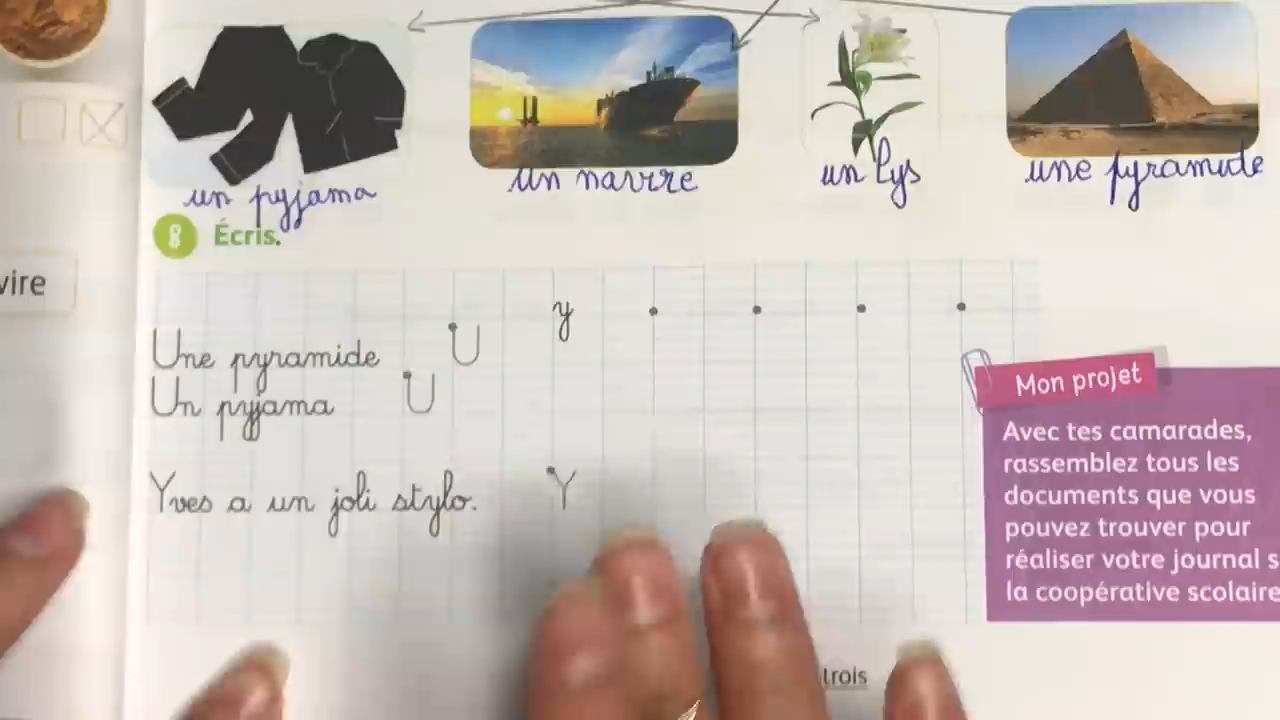 un pyjama
un navire
un lys
une pyramide
8 Écris.
vire
y
Une pyramide U
Un pyjama U
Yves a un joli stylo. Y
Mon projet
Avec tes camarades,
rassemblez tous les
documents que vous
pouvez trouver pour
réaliser votre journal s
la coopérative scolaire
trois